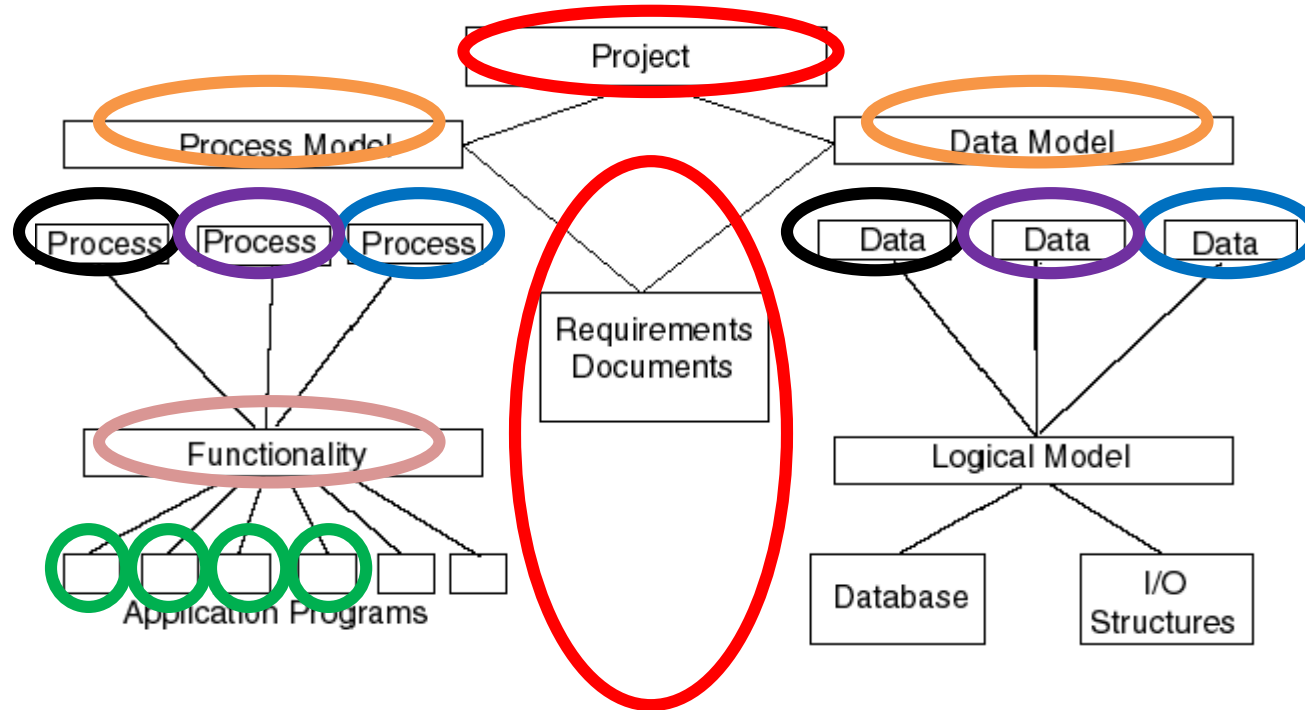 Project
Process Model
Data Model
Process
Process
Process
Data
Data
Data
Requirements
Documents
Functionality
Logical Model
Application Programs
Database
I/O
Structures